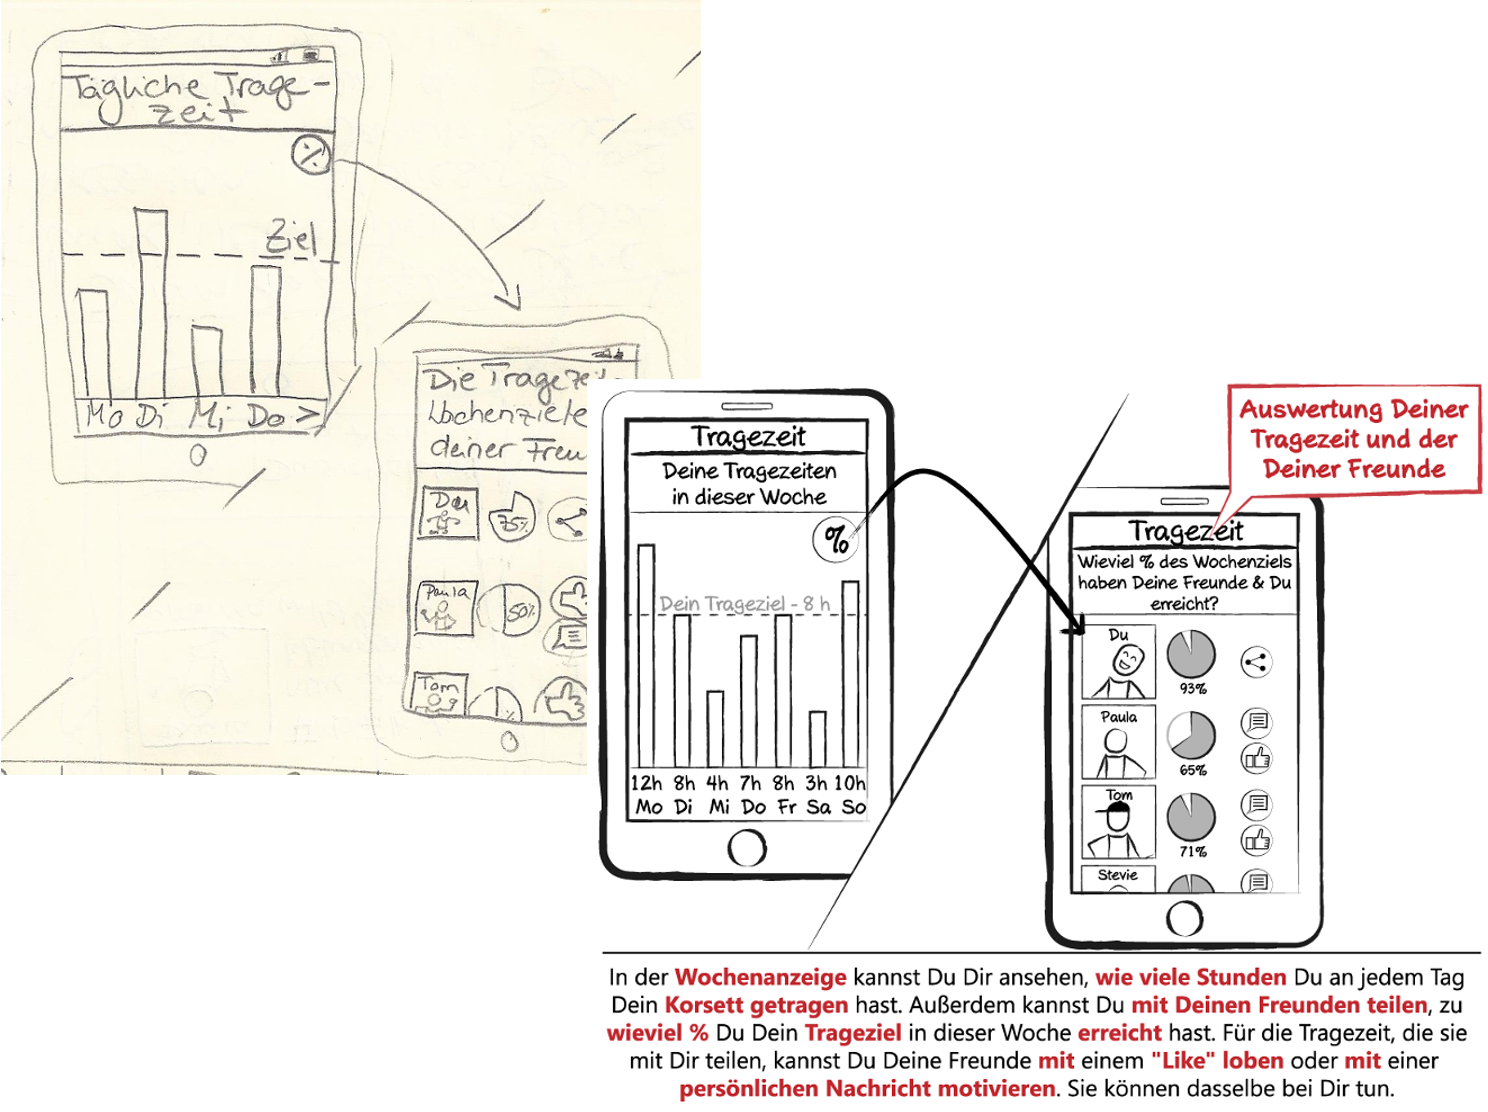 Tägliche Trage-
zeit
%
Ziel
Mo Di Mi Do >
Die Trageze
Wochenziele
deiner Freu
Du
75%
Paula
50%
Tom
%
Tragezeit
Deine Tragezeiten
in dieser Woche
%
Dein Trageziel - 8 h
12h 8h 4h 7h 8h 3h 10h
Mo Di Mi Do Fr Sa So
Auswertung Deiner
Tragezeit und der
Deiner Freunde
Tragezeit
Wieviel % des Wochenziels
haben Deine Freunde & Du
erreicht?
Du
93%
Paula
65%
Tom
71%
Stevie
In der Wochenanzeige kannst Du Dir ansehen, wie viele Stunden Du an jedem Tag
Dein Korsett getragen hast. Außerdem kannst Du mit Deinen Freunden teilen, zu
wieviel % Du Dein Trageziel in dieser Woche erreicht hast. Für die Tragezeit, die sie
mit Dir teilen, kannst Du Deine Freunde mit einem "Like" loben oder mit einer
persönlichen Nachricht motivieren. Sie können dasselbe bei Dir tun.